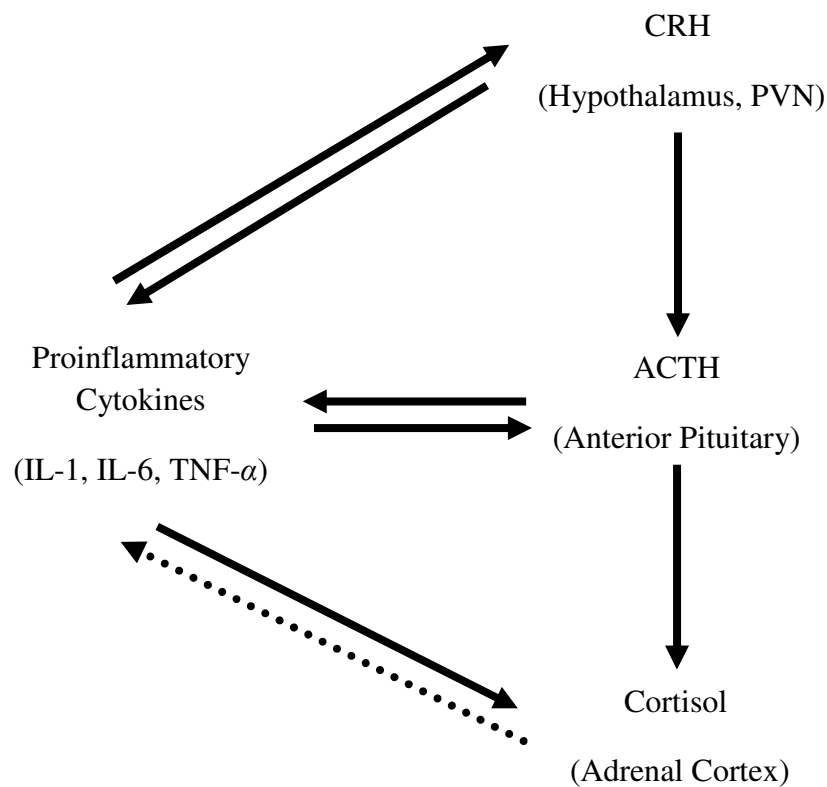 CRH
(Hypothalamus, PVN)
Proinflammatory
Cytokines
(IL-1, IL-6, TNF-α)
ACTH
(Anterior Pituitary)
Cortisol
(Adrenal Cortex)